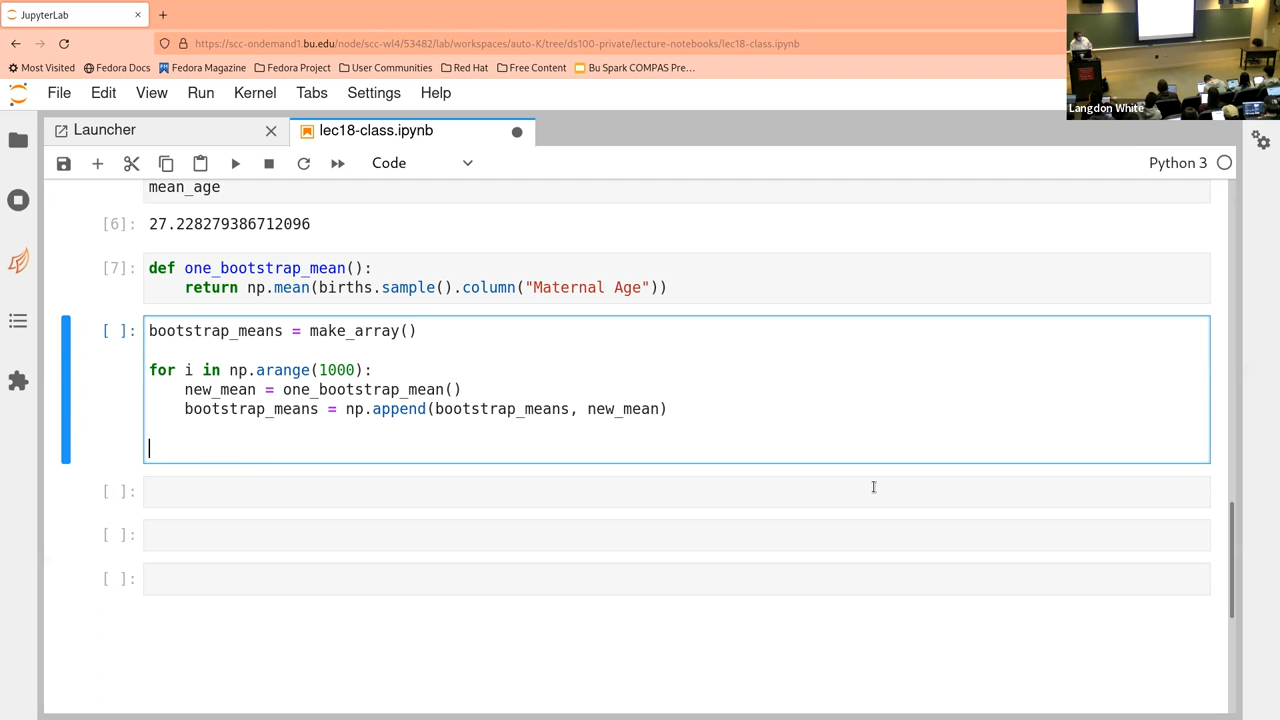 JupyterLab
https://scc-ondemand1.bu.edu/node/scc-wl4/53482/lab/workspaces/auto-K/tree/ds100-private/lecture-notebooks/lec18-class.ipynb
Most Visited Fedora Docs Fedora Magazine Fedora Project User Communities Red Hat Free Content Bu Spark COMPAS Pre...
Langdon White
File Edit View Run Kernel Tabs Settings Help
Launcher lec18-class.ipynb
Code Python 3
mean_age
[6]: 27.228279386712096
[7]: def one_bootstrap_mean():
return np.mean(births.sample().column("Maternal Age"))
[ ]: bootstrap_means = make_array()
for i in np.arange(1000):
new_mean = one_bootstrap_mean()
bootstrap_means = np.append(bootstrap_means, new_mean)
[ ]:
[ ]:
[ ]: